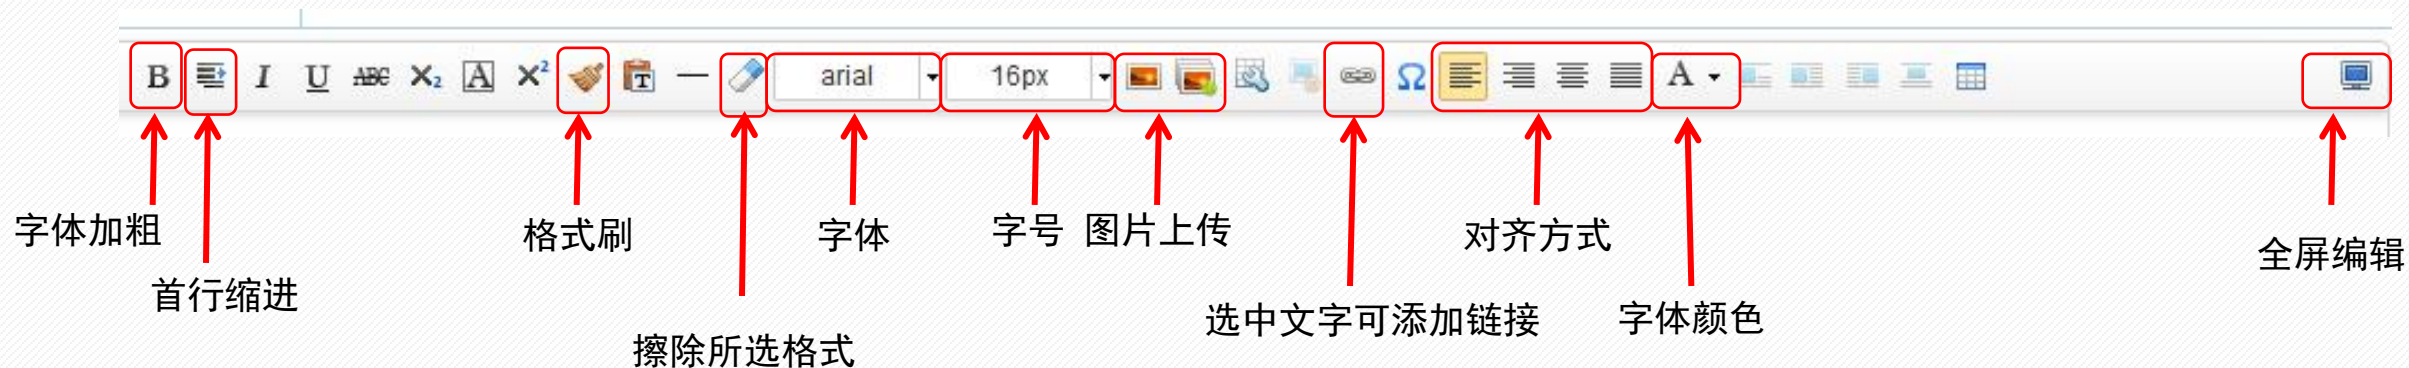 B I U ABC X₂ A X² T — arial 16px Ω A
字体加粗 格式刷 字体 字号 图片上传 对齐方式 全屏编辑
首行缩进 选中文字可添加链接 字体颜色
擦除所选格式